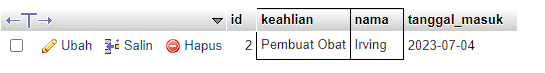 id keahlian nama tanggal_masuk
Ubah Salin Hapus 2 Pembuat Obat Irving 2023-07-04